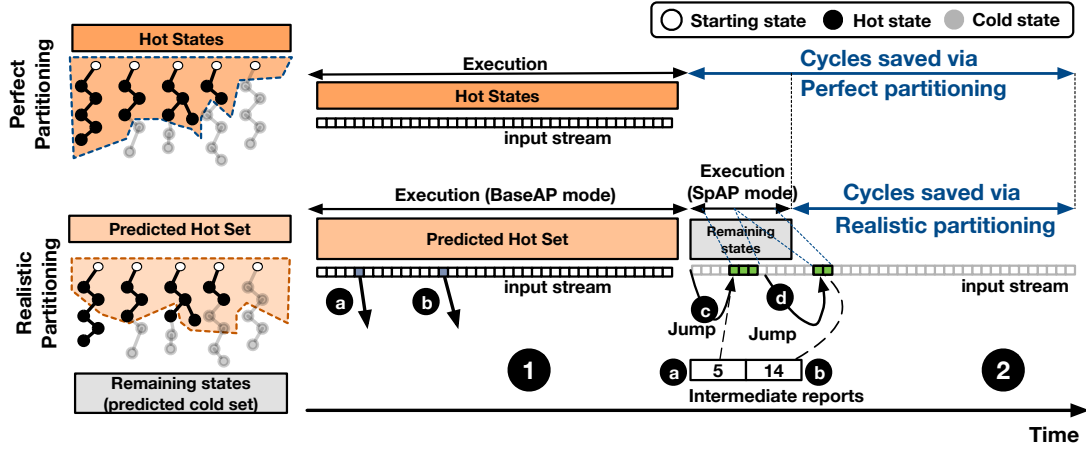 Starting state
Hot state
Cold state
Perfect
Partitioning
Hot States
Execution
Hot States
input stream
Cycles saved via
Perfect partitioning
Realistic
Partitioning
Predicted Hot Set
Remaining states
(predicted cold set)
Execution (BaseAP mode)
Predicted Hot Set
input stream
a
b
1
Execution
(SpAP mode)
Remaining
states
Cycles saved via
Realistic partitioning
input stream
c
d
Jump
Jump
a
5
14
b
Intermediate reports
2
Time